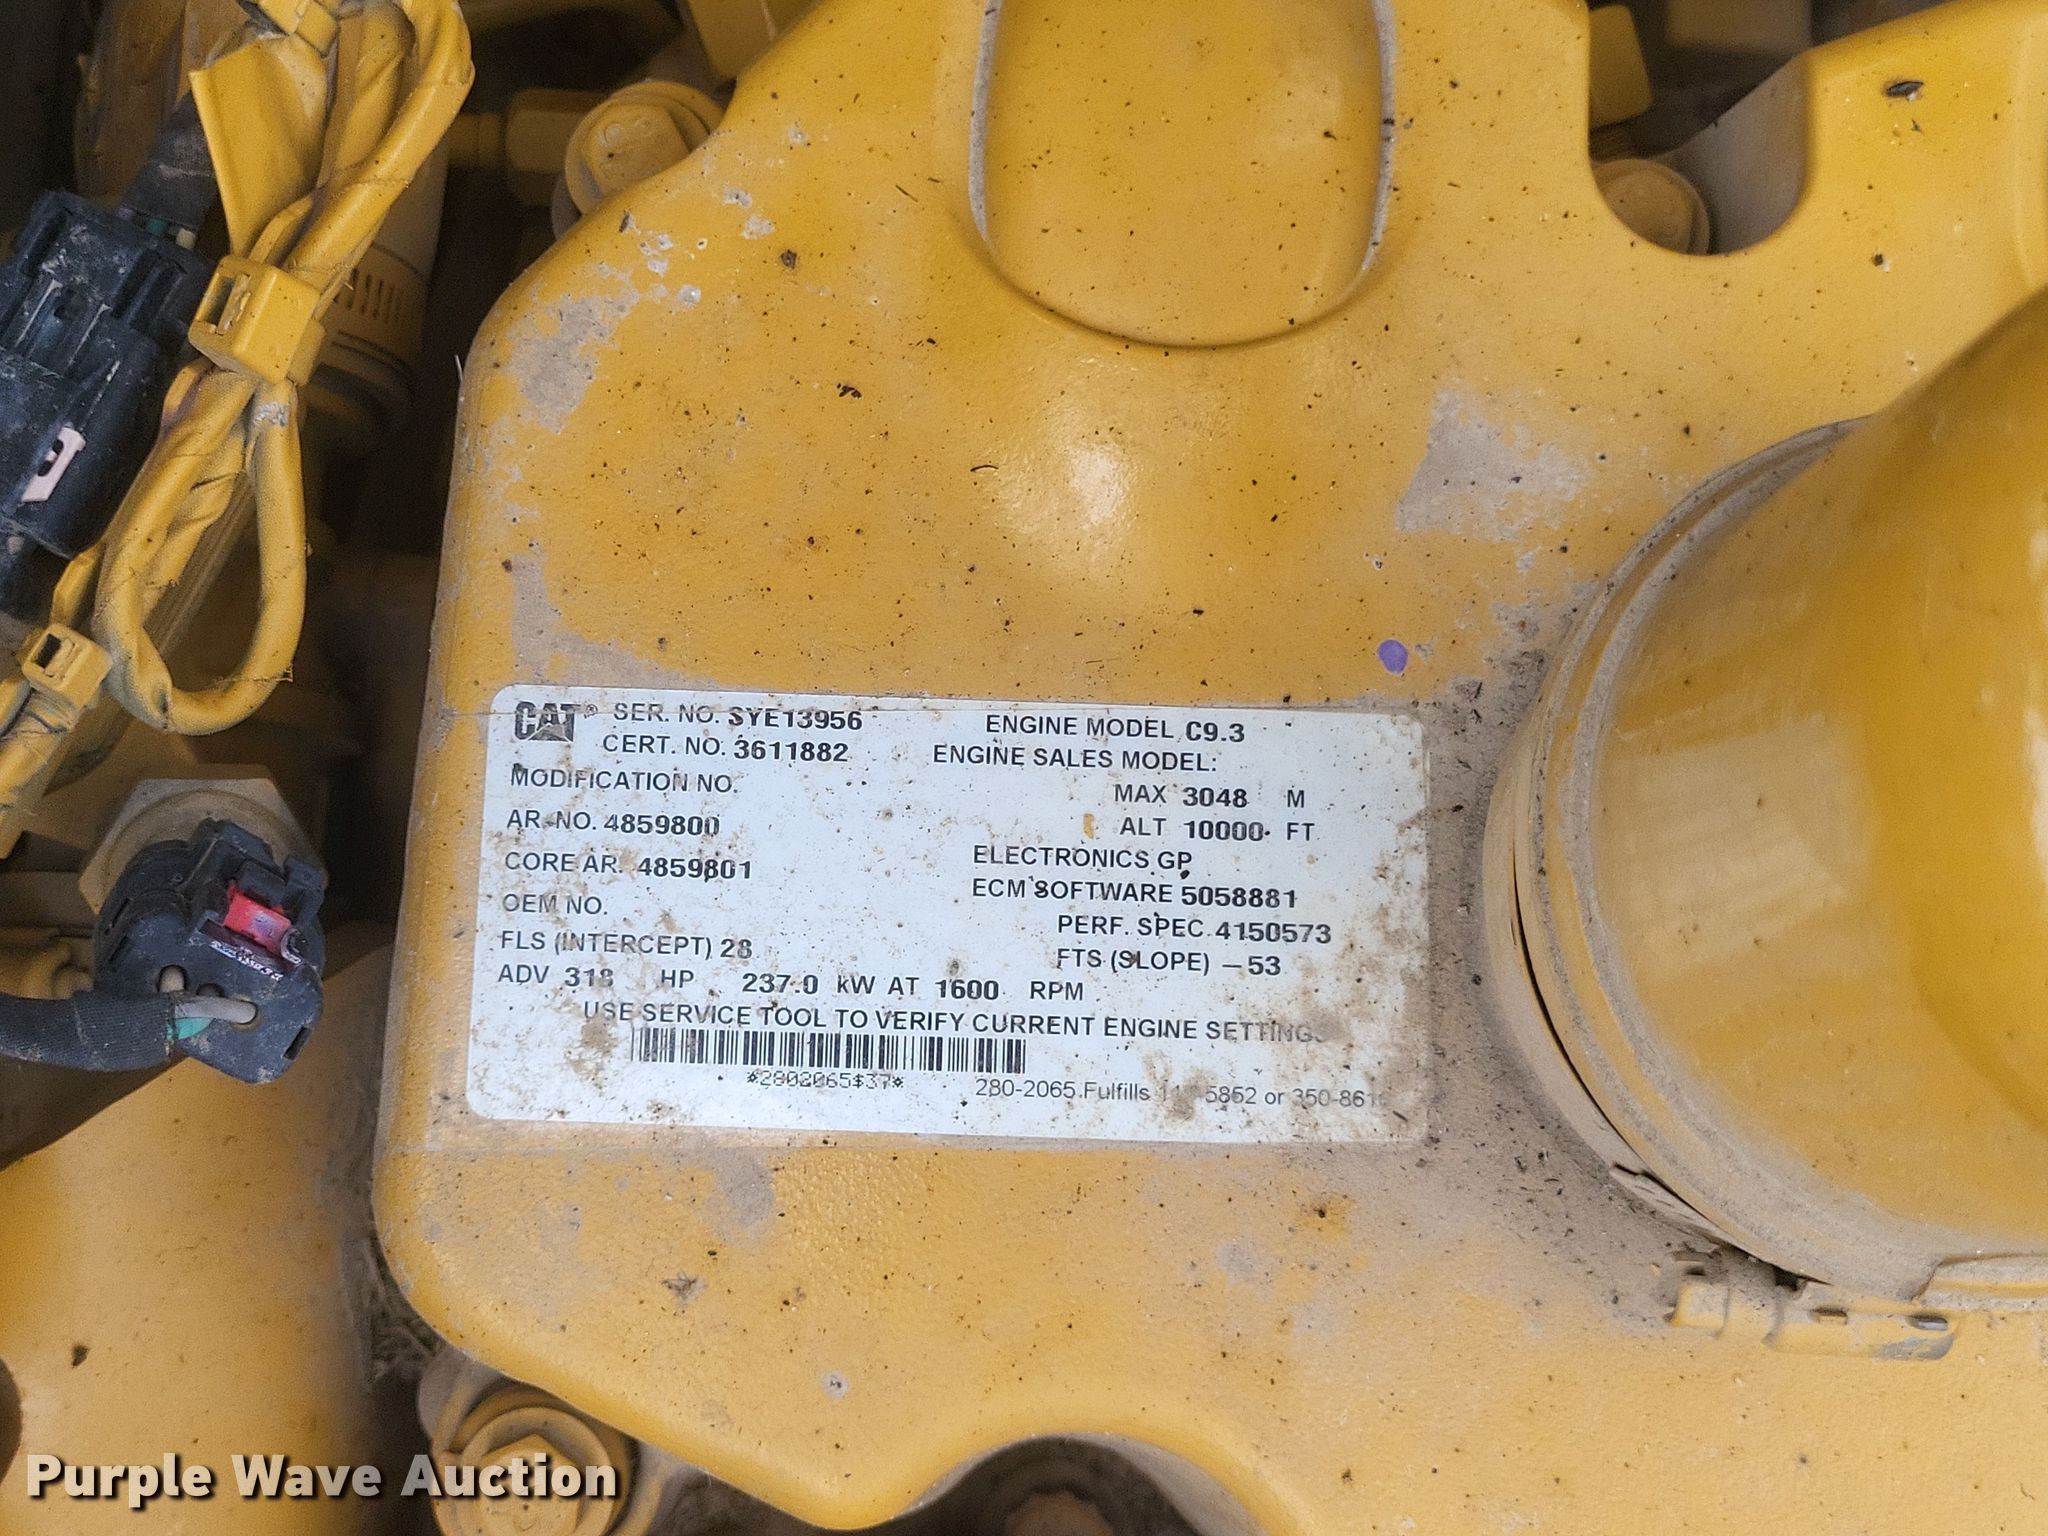 CAT® SER. NO. SYE13956 ENGINE MODEL C9.3
CERT. NO. 3611882 ENGINE SALES MODEL:
MODIFICATION NO. MAX 3048 M
AR-NO. 4859800 ALT 10000 FT
CORE AR. 4859801 ELECTRONICS GP
ECM SOFTWARE 5058881
OEM NO. PERF. SPEC 4150573
FLS (INTERCEPT) 28 FTS (SLOPE) -53
ADV 318 HP 237.0 kW AT 1600 RPM
USE SERVICE TOOL TO VERIFY CURRENT ENGINE SETTINGS
*2802065$37*
280-2065 Fulfills or
Purple Wave Auction